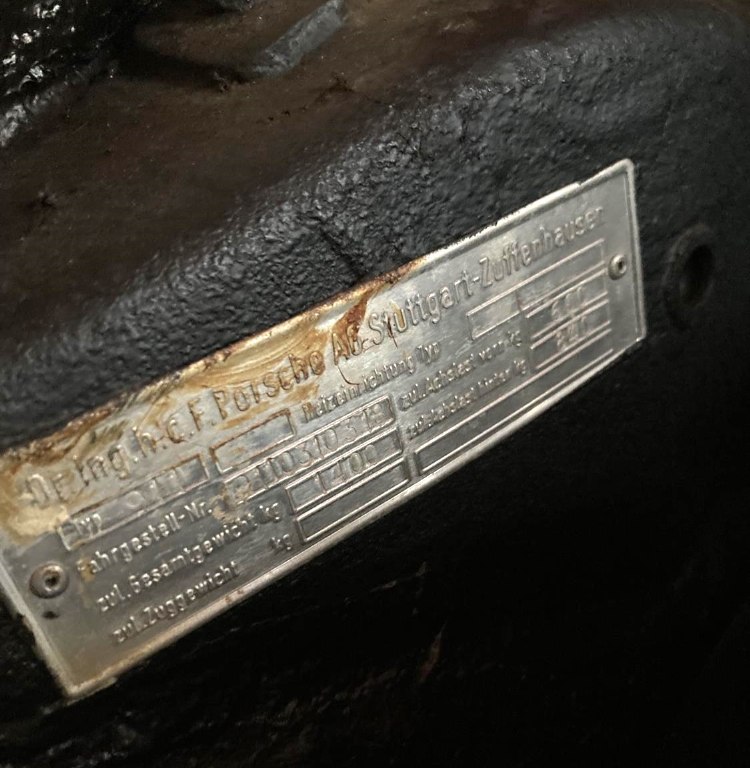 Dr. Ing. h. c. F. Porsche AG-Stuttgart-Zuffenhausen
Typ Heizeinrichtung Typ
Fahrgestell-Nr. zul. Achslast vorn kg
zul. Gesamtgewicht kg 1400 zul. Achslast hinten kg
zul. Zuggewicht kg